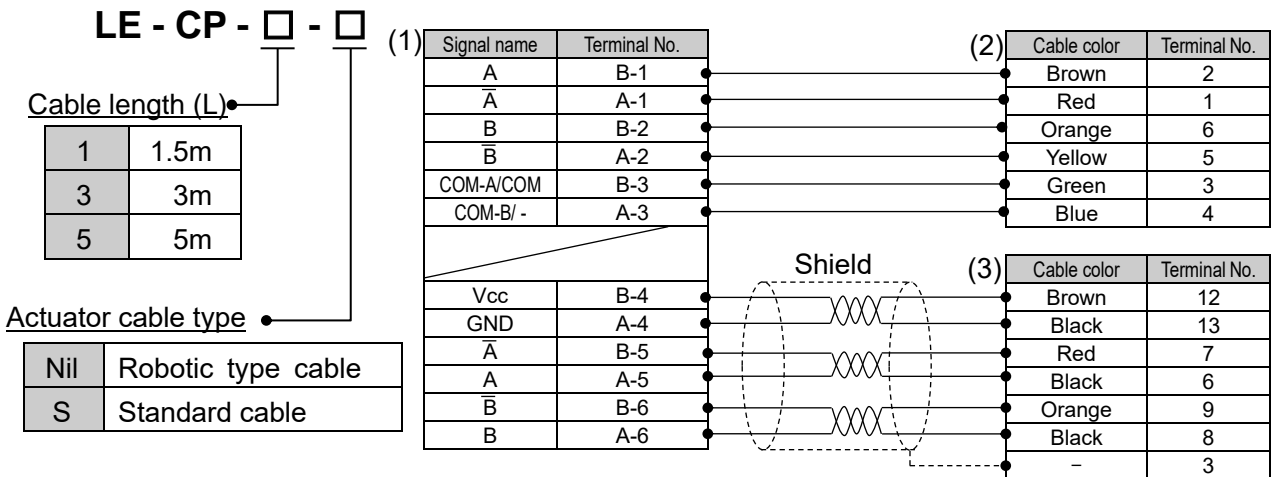 LE - CP - □ - □
Cable length (L)
1 1.5m
3 3m
5 5m
Actuator cable type
Nil Robotic type cable
S Standard cable
(1)
Signal name Terminal No.
A B-1
A̅ A-1
B B-2
B̅ A-2
COM-A/COM B-3
COM-B/ - A-3
Vcc B-4
GND A-4
A̅ B-5
A A-5
B̅ B-6
B A-6
Shield
(2)
Cable color Terminal No.
Brown 2
Red 1
Orange 6
Yellow 5
Green 3
Blue 4
(3)
Cable color Terminal No.
Brown 12
Black 13
Red 7
Black 6
Orange 9
Black 8
− 3